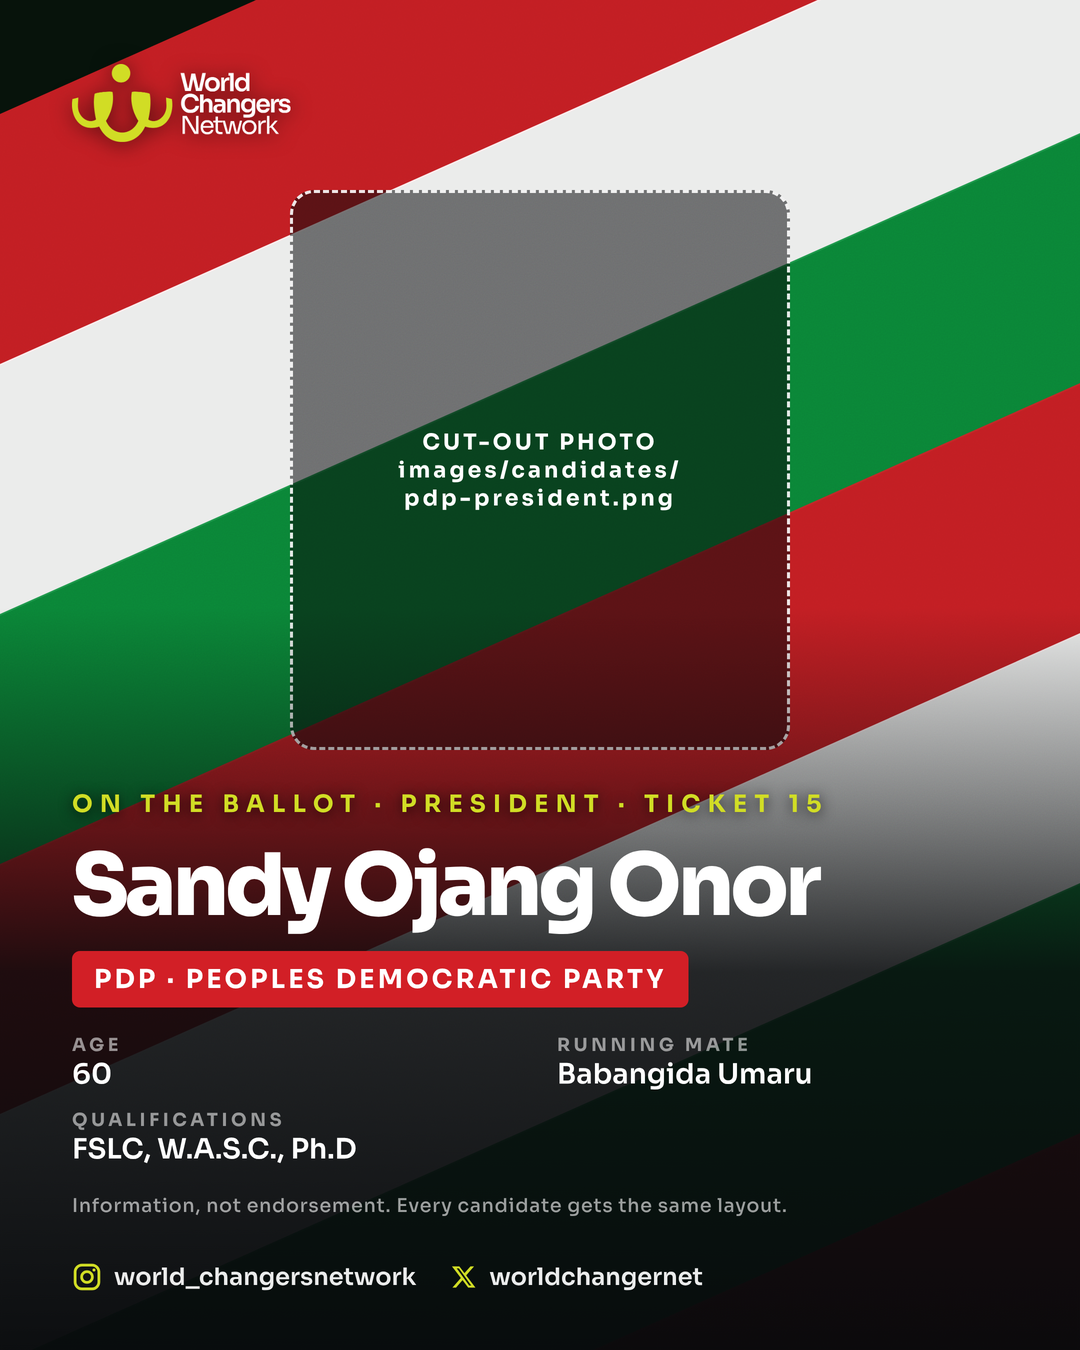 World
Changers
Network
CUT-OUT PHOTO
images/candidates/
pdp-president.png
ON THE BALLOT · PRESIDENT · TICKET 15
Sandy Ojang Onor
PDP · PEOPLES DEMOCRATIC PARTY
AGE
60
RUNNING MATE
Babangida Umaru
QUALIFICATIONS
FSLC, W.A.S.C., Ph.D
Information, not endorsement. Every candidate gets the same layout.
world_changersnetwork worldchangernet